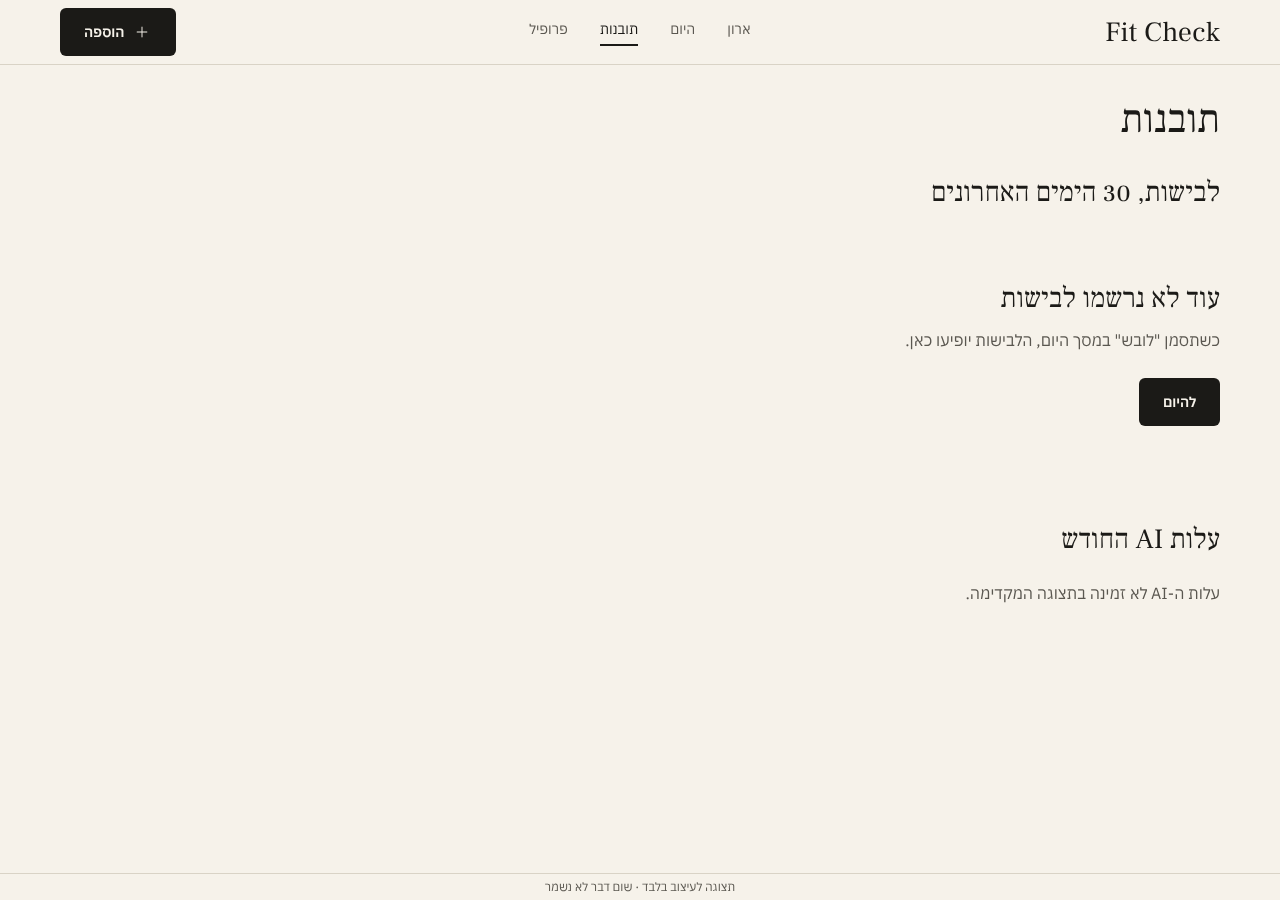 Fit Check
ארון
היום
תובנות
פרופיל
הוספה
תובנות
לבישות, 30 הימים האחרונים
עוד לא נרשמו לבישות
כשתסמן "לובש" במסך היום, הלבישות יופיעו כאן.
להיום
עלות AI החודש
עלות ה-AI לא זמינה בתצוגה המקדימה.
תצוגה לעיצוב בלבד · שום דבר לא נשמר